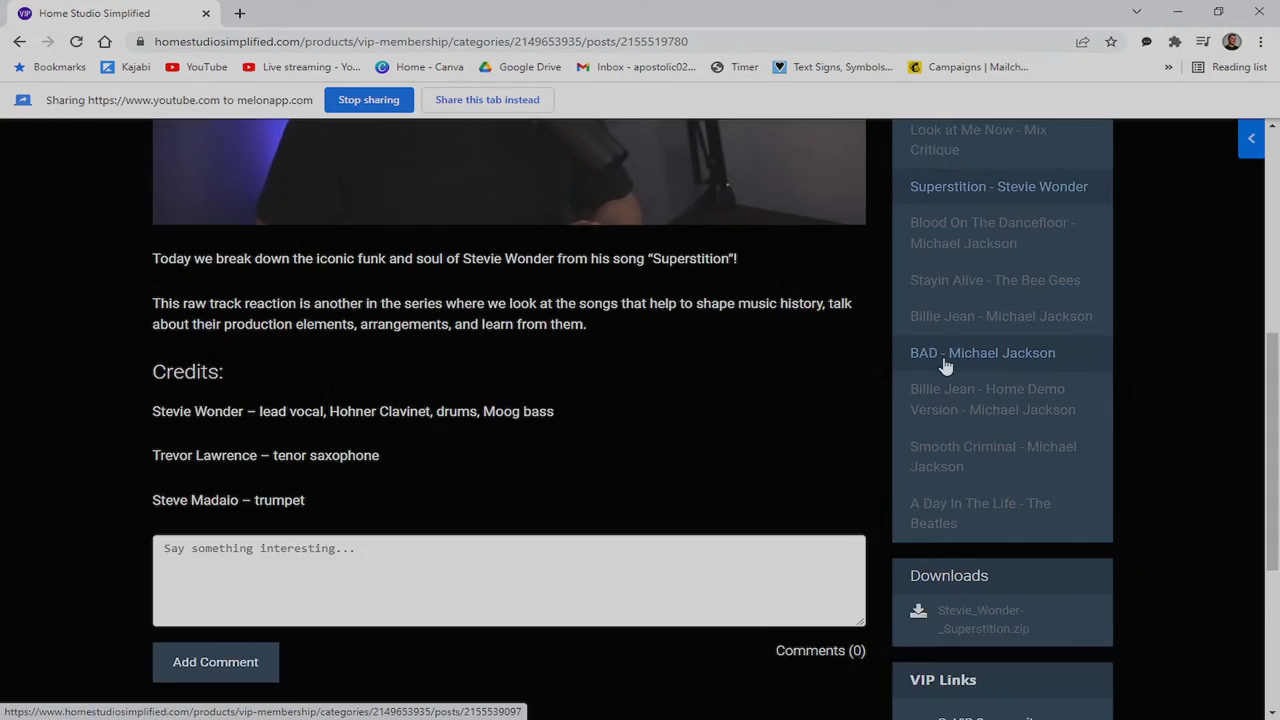 VIP Home Studio Simplified
homestudiosimplified.com/products/vip-membership/categories/2149653935/posts/2155519780
Bookmarks Kajabi YouTube Live streaming - You... Home - Canva Google Drive Inbox - apostolic02... Timer Text Signs, Symbols... Campaigns | Mailch... » Reading list
Sharing https://www.youtube.com to melonapp.com Stop sharing Share this tab instead
Look at Me Now - Mix
Critique
Superstition - Stevie Wonder
Blood On The Dancefloor -
Michael Jackson
Stayin Alive - The Bee Gees
Billie Jean - Michael Jackson
BAD - Michael Jackson
Billie Jean - Home Demo
Version - Michael Jackson
Smooth Criminal - Michael
Jackson
A Day In The Life - The
Beatles
Today we break down the iconic funk and soul of Stevie Wonder from his song “Superstition”!
This raw track reaction is another in the series where we look at the songs that help to shape music history, talk
about their production elements, arrangements, and learn from them.
Credits:
Stevie Wonder – lead vocal, Hohner Clavinet, drums, Moog bass
Trevor Lawrence – tenor saxophone
Steve Madaio – trumpet
Say something interesting...
Add Comment
Comments (0)
Downloads
Stevie_Wonder-
_Superstition.zip
VIP Links
https://www.homestudiosimplified.com/products/vip-membership/categories/2149653935/posts/2155539097